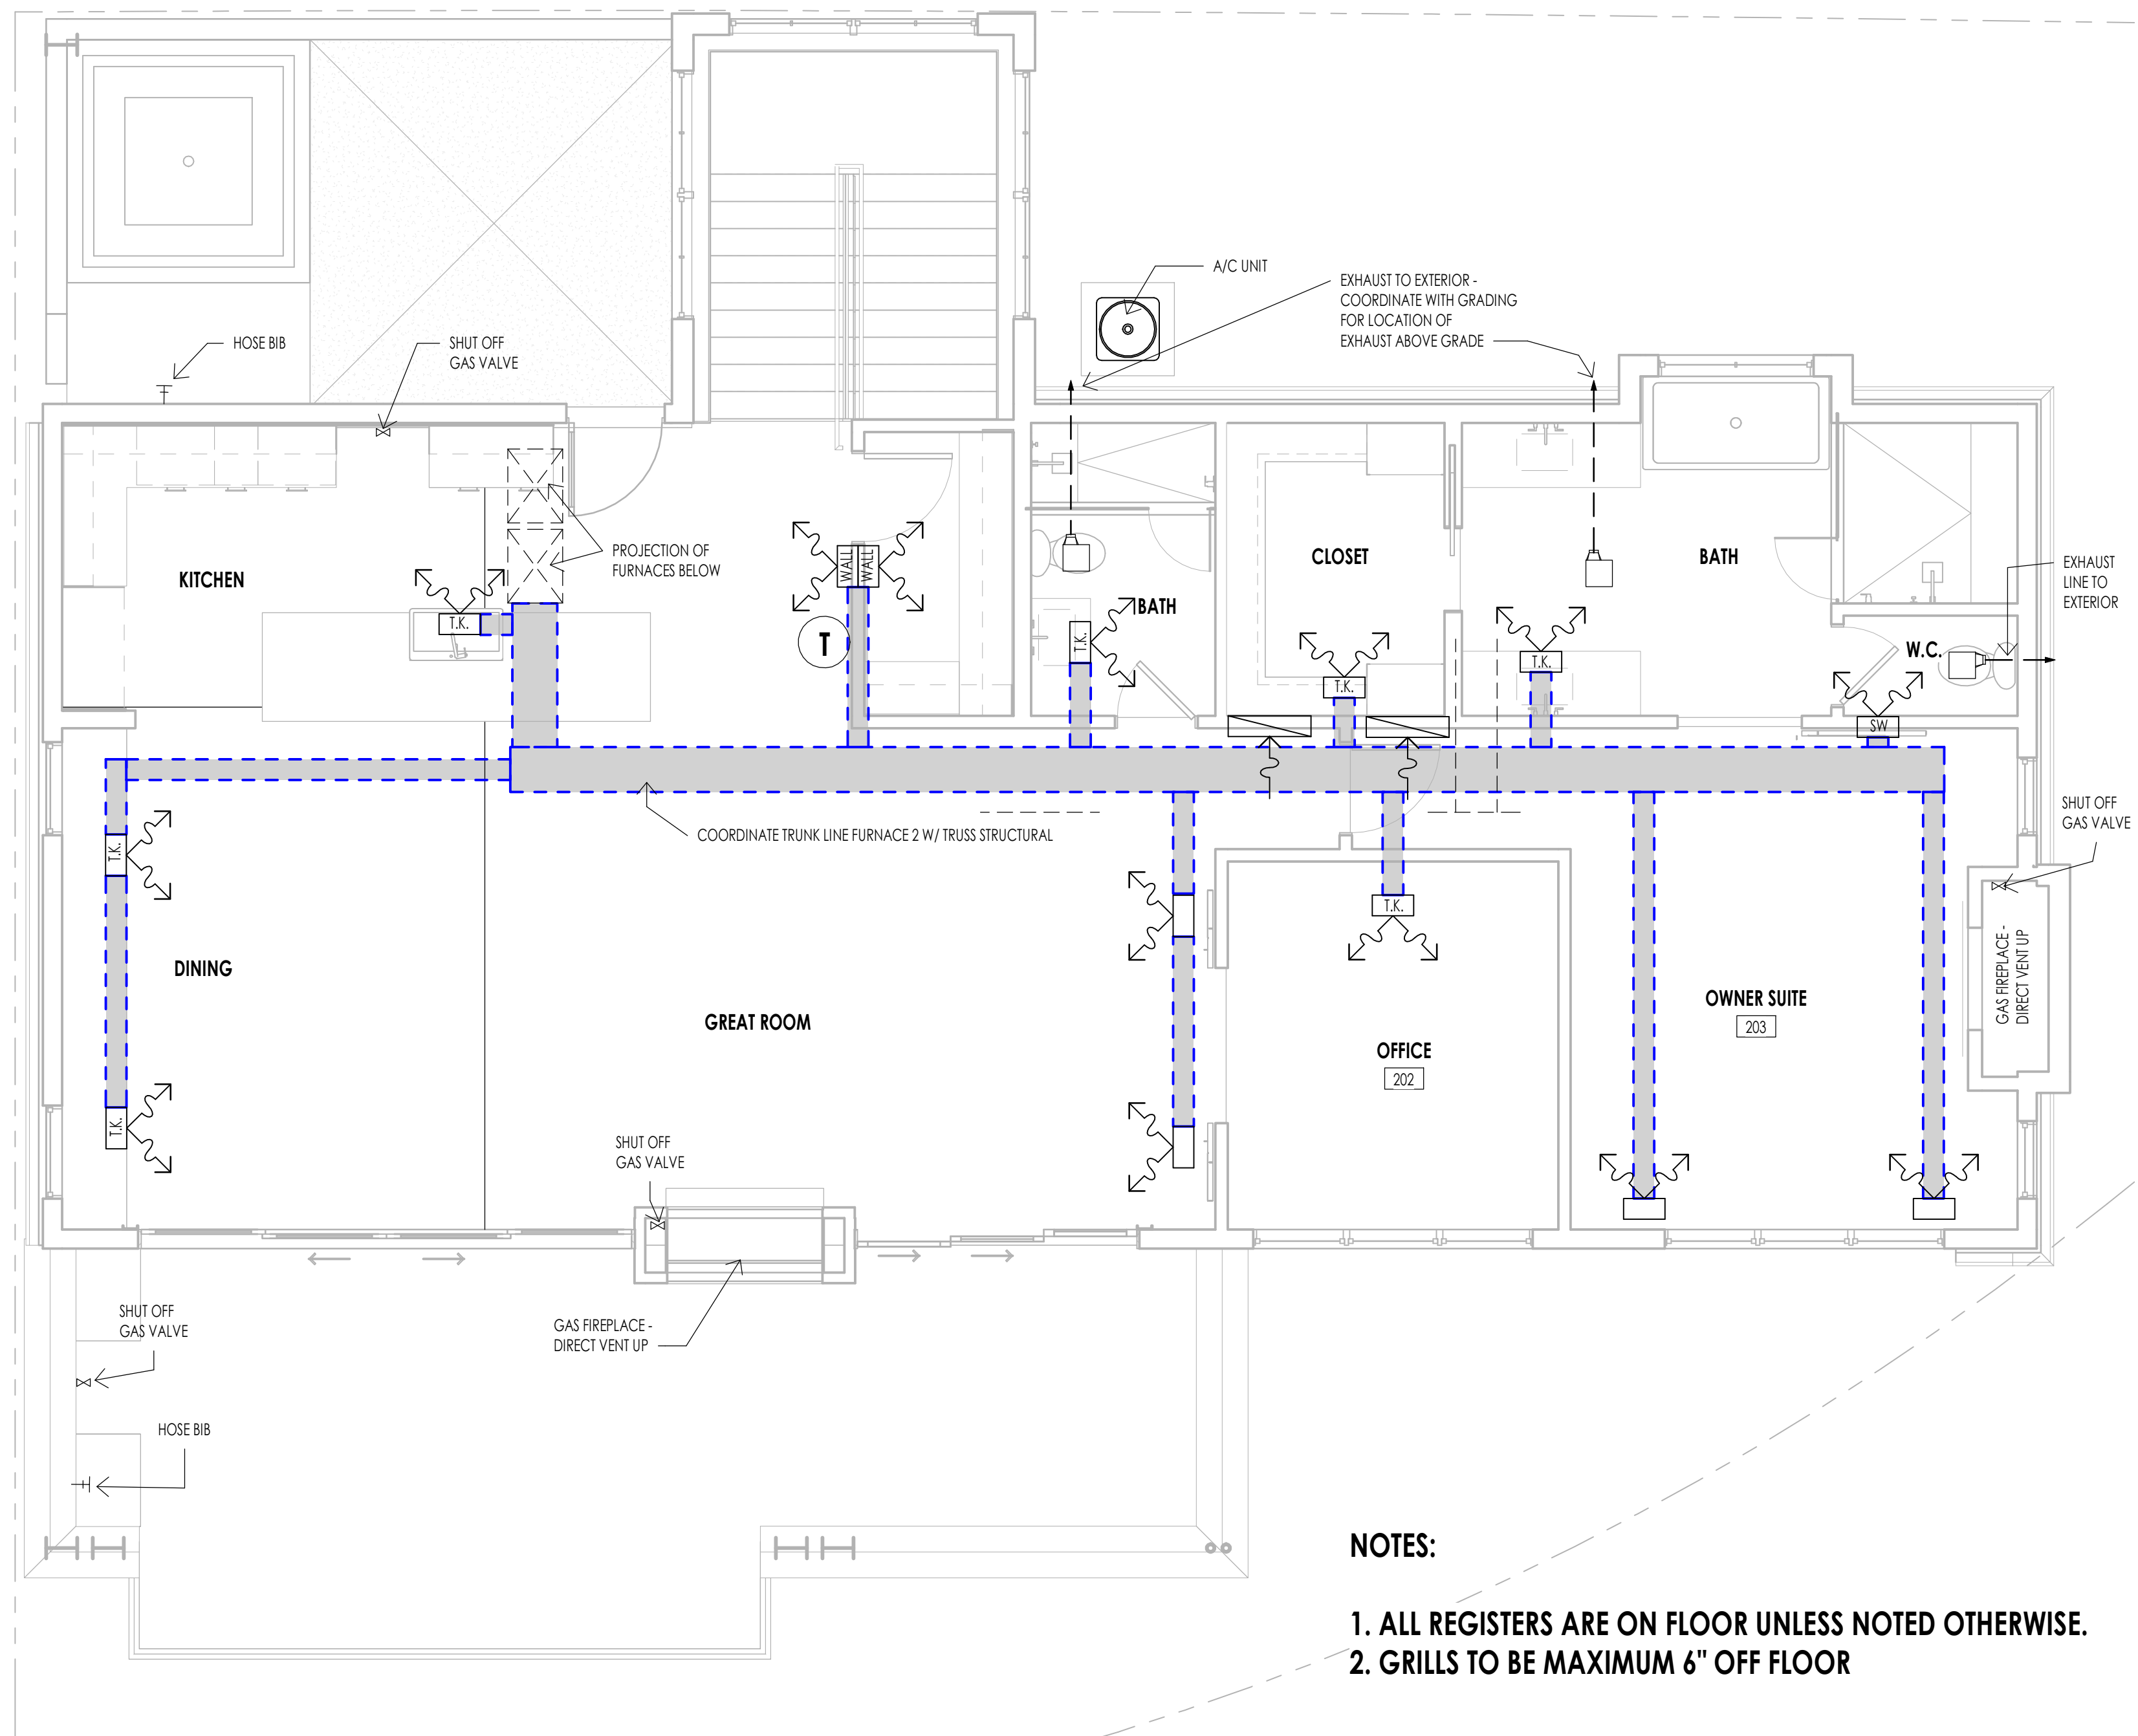 A/C UNIT
EXHAUST TO EXTERIOR -
COORDINATE WITH GRADING
FOR LOCATION OF
EXHAUST ABOVE GRADE
HOSE BIB
SHUT OFF
GAS VALVE
PROJECTION OF
FURNACES BELOW
KITCHEN
T.K.
WALL
WALL
T
BATH
T.K.
CLOSET
T.K.
BATH
T.K.
EXHAUST
LINE TO
EXTERIOR
W.C.
SW
SHUT OFF
GAS VALVE
COORDINATE TRUNK LINE FURNACE 2 W/ TRUSS STRUCTURAL
T.K.
T.K.
DINING
GREAT ROOM
T.K.
OFFICE
202
OWNER SUITE
203
GAS FIREPLACE -
DIRECT VENT UP
SHUT OFF
GAS VALVE
GAS FIREPLACE -
DIRECT VENT UP
SHUT OFF
GAS VALVE
HOSE BIB
NOTES:
1. ALL REGISTERS ARE ON FLOOR UNLESS NOTED OTHERWISE.
2. GRILLS TO BE MAXIMUM 6" OFF FLOOR